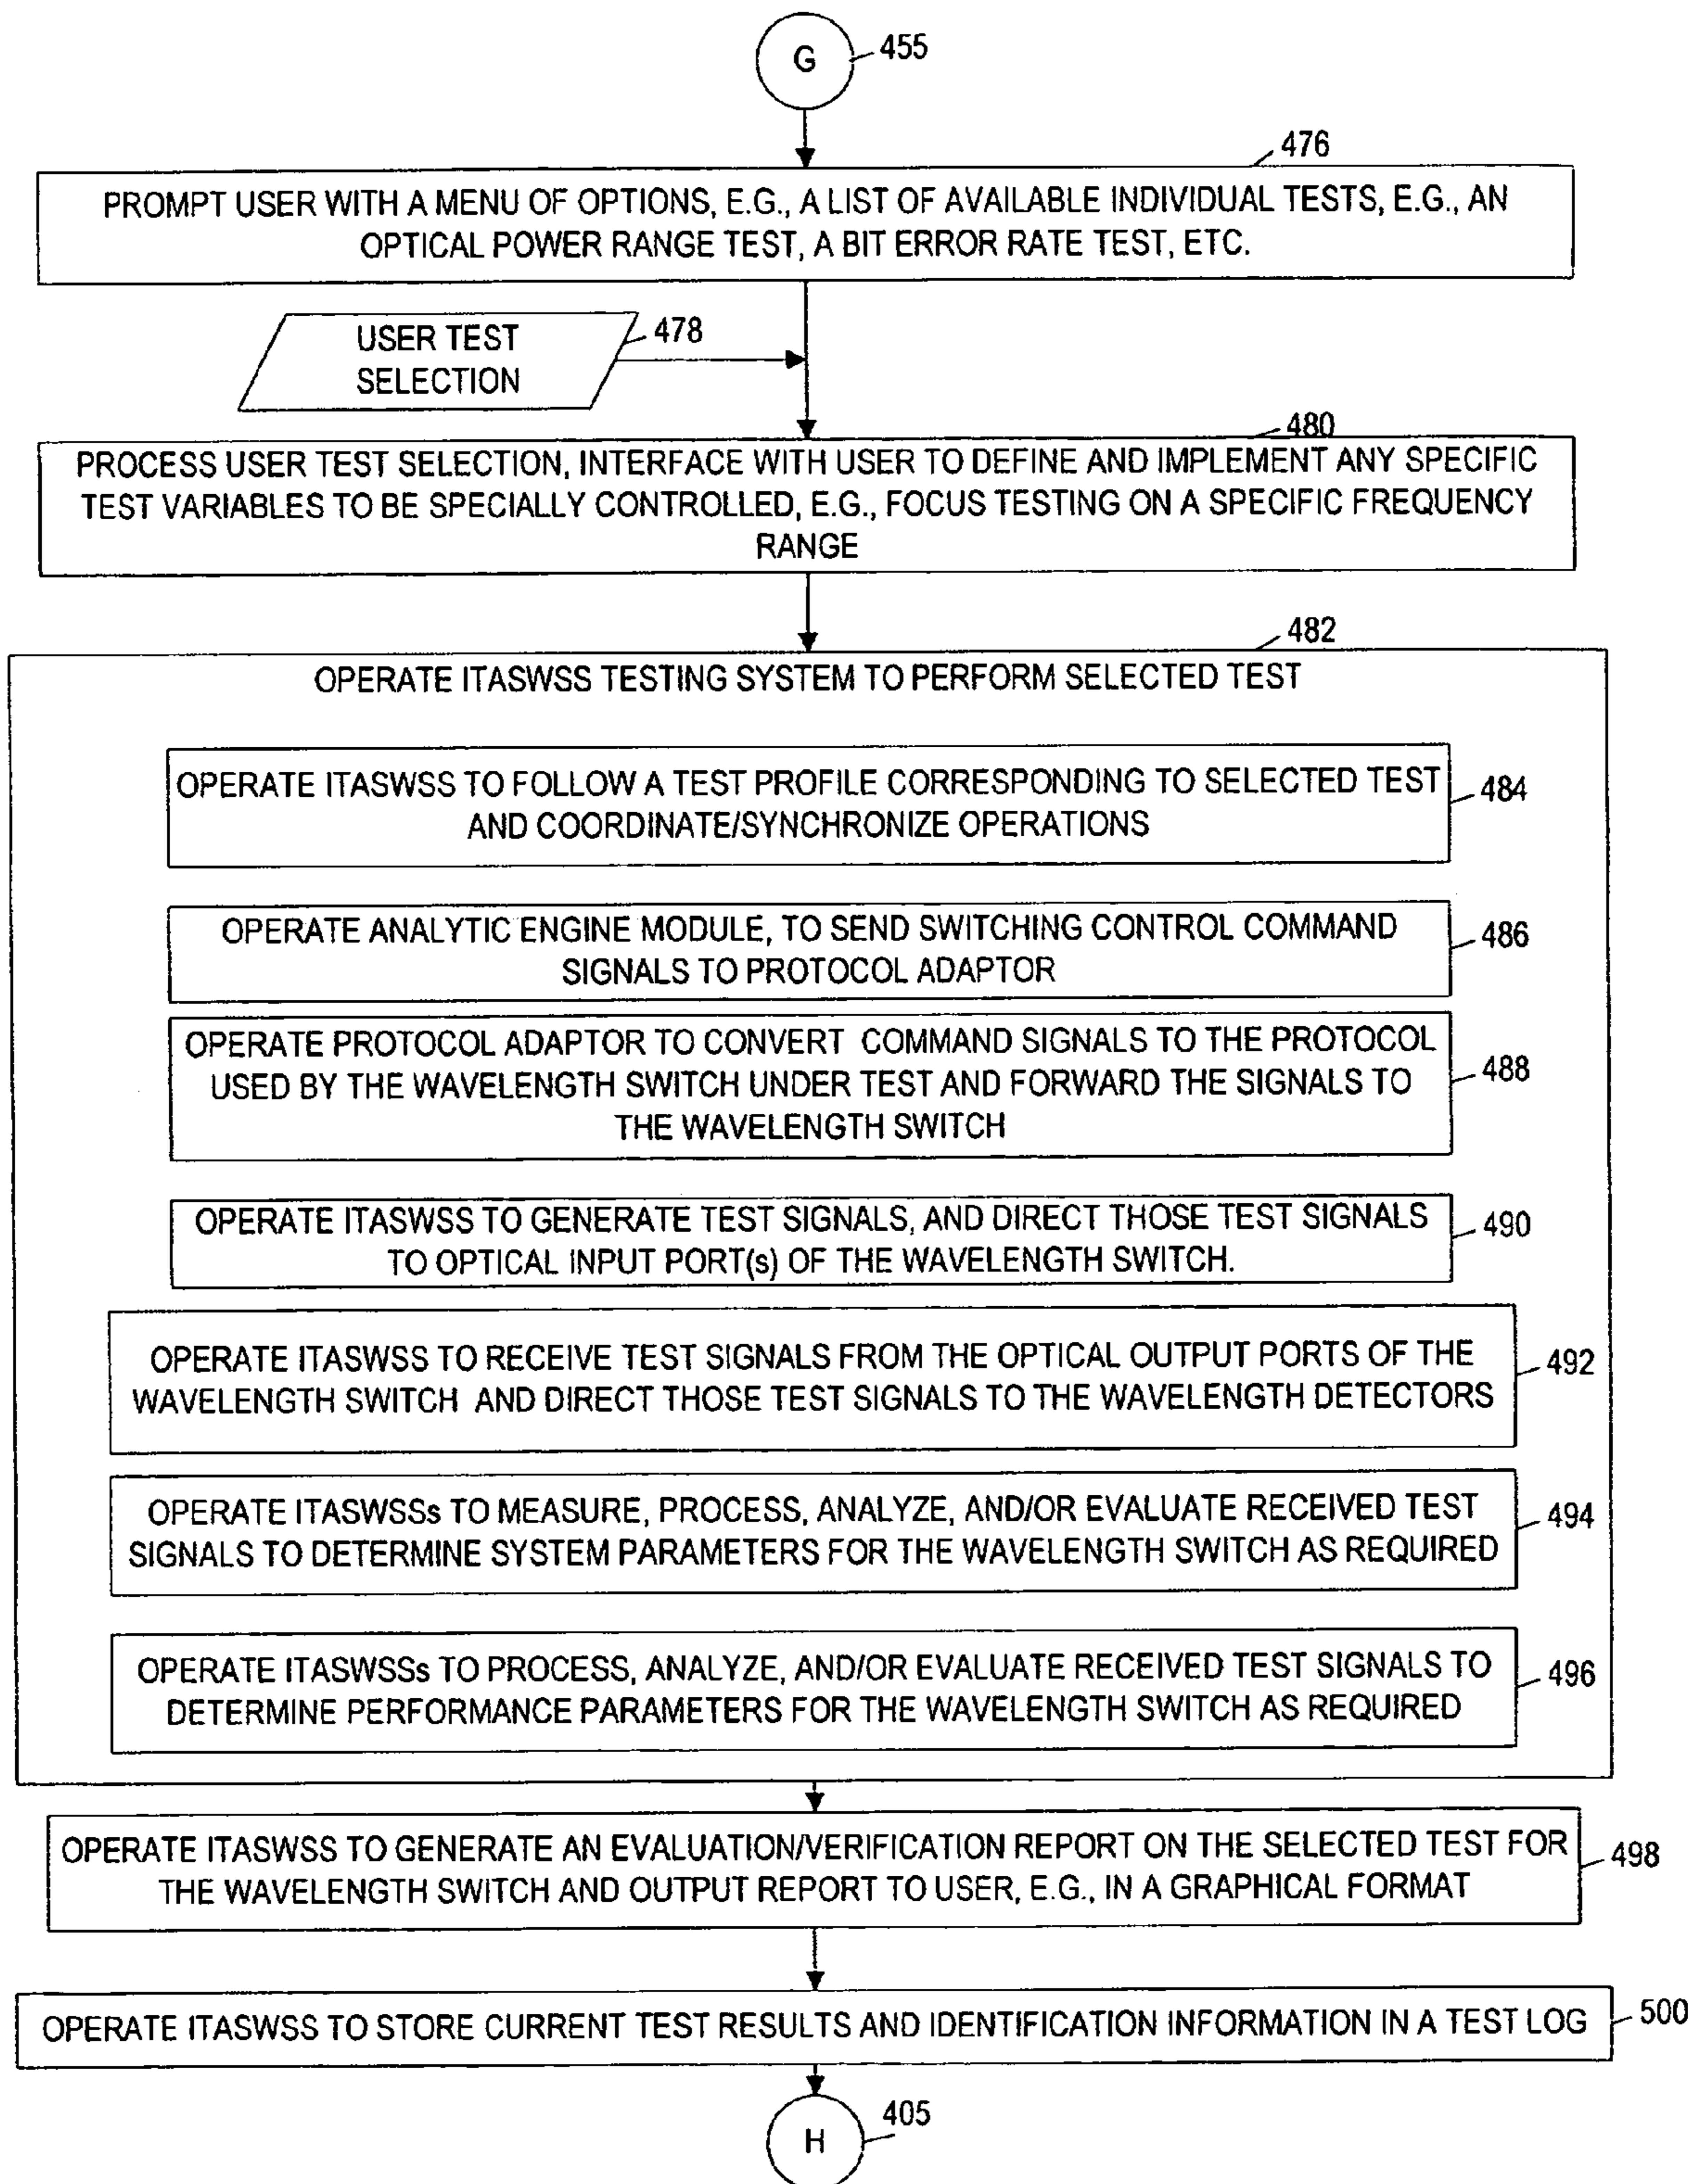 G
455
476
PROMPT USER WITH A MENU OF OPTIONS, E.G., A LIST OF AVAILABLE INDIVIDUAL TESTS, E.G., AN
OPTICAL POWER RANGE TEST, A BIT ERROR RATE TEST, ETC.
USER TEST
SELECTION
478
480
PROCESS USER TEST SELECTION, INTERFACE WITH USER TO DEFINE AND IMPLEMENT ANY SPECIFIC
TEST VARIABLES TO BE SPECIALLY CONTROLLED, E.G., FOCUS TESTING ON A SPECIFIC FREQUENCY
RANGE
482
OPERATE ITASWSS TESTING SYSTEM TO PERFORM SELECTED TEST
OPERATE ITASWSS TO FOLLOW A TEST PROFILE CORRESPONDING TO SELECTED TEST
AND COORDINATE/SYNCHRONIZE OPERATIONS
484
OPERATE ANALYTIC ENGINE MODULE, TO SEND SWITCHING CONTROL COMMAND
SIGNALS TO PROTOCOL ADAPTOR
486
OPERATE PROTOCOL ADAPTOR TO CONVERT COMMAND SIGNALS TO THE PROTOCOL
USED BY THE WAVELENGTH SWITCH UNDER TEST AND FORWARD THE SIGNALS TO
THE WAVELENGTH SWITCH
488
OPERATE ITASWSS TO GENERATE TEST SIGNALS, AND DIRECT THOSE TEST SIGNALS
TO OPTICAL INPUT PORT(s) OF THE WAVELENGTH SWITCH.
490
OPERATE ITASWSS TO RECEIVE TEST SIGNALS FROM THE OPTICAL OUTPUT PORTS OF THE
WAVELENGTH SWITCH AND DIRECT THOSE TEST SIGNALS TO THE WAVELENGTH DETECTORS
492
OPERATE ITASWSSs TO MEASURE, PROCESS, ANALYZE, AND/OR EVALUATE RECEIVED TEST
SIGNALS TO DETERMINE SYSTEM PARAMETERS FOR THE WAVELENGTH SWITCH AS REQUIRED
494
OPERATE ITASWSSs TO PROCESS, ANALYZE, AND/OR EVALUATE RECEIVED TEST SIGNALS TO
DETERMINE PERFORMANCE PARAMETERS FOR THE WAVELENGTH SWITCH AS REQUIRED
496
OPERATE ITASWSS TO GENERATE AN EVALUATION/VERIFICATION REPORT ON THE SELECTED TEST FOR
THE WAVELENGTH SWITCH AND OUTPUT REPORT TO USER, E.G., IN A GRAPHICAL FORMAT
498
OPERATE ITASWSS TO STORE CURRENT TEST RESULTS AND IDENTIFICATION INFORMATION IN A TEST LOG
500
H
405